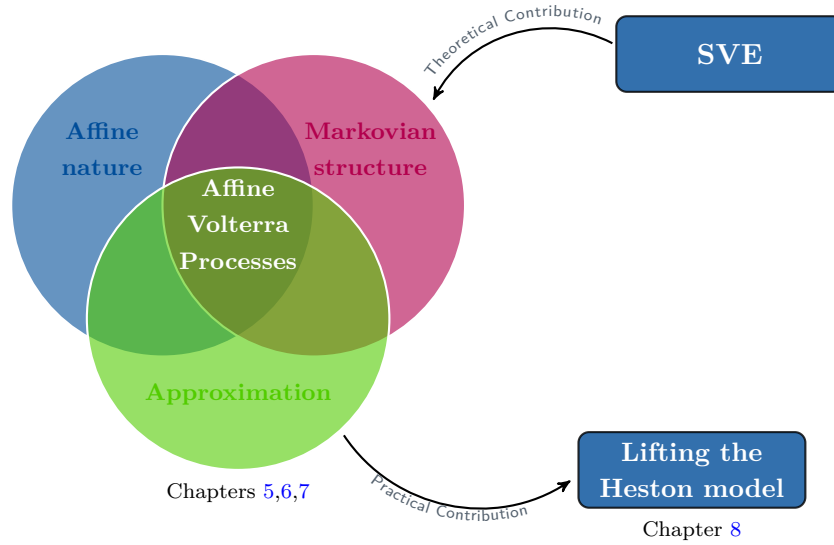 Theoretical Contribution
SVE
Affine
nature
Markovian
structure
Affine
Volterra
Processes
Approximation
Chapters 5,6,7
Practical Contribution
Lifting the
Heston model
Chapter 8